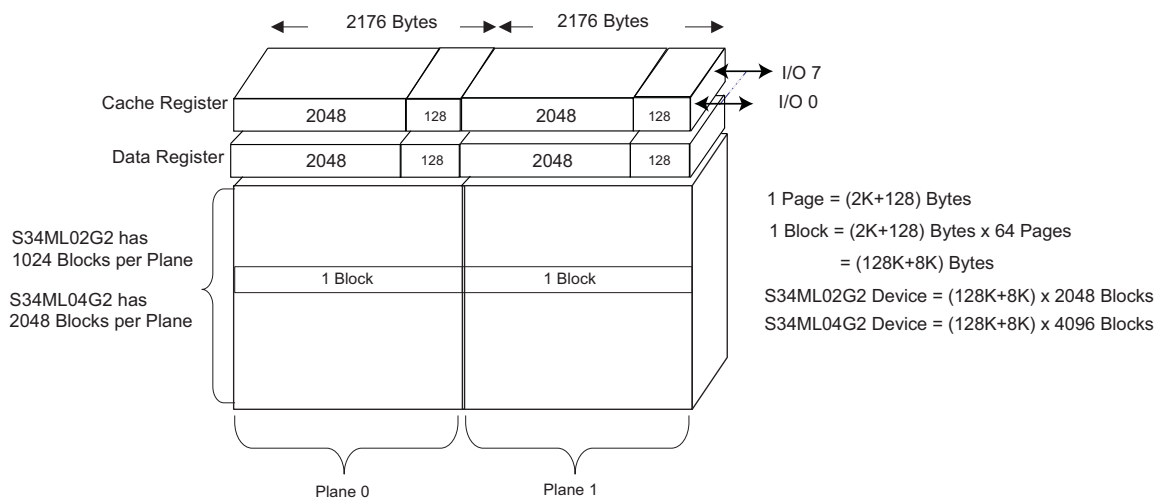 2176 Bytes 2176 Bytes
I/O 7
I/O 0
Cache Register
2048 128 2048 128
Data Register
2048 128 2048 128
S34ML02G2 has
1024 Blocks per Plane
S34ML04G2 has
2048 Blocks per Plane
1 Block 1 Block
1 Page = (2K+128) Bytes
1 Block = (2K+128) Bytes x 64 Pages
= (128K+8K) Bytes
S34ML02G2 Device = (128K+8K) x 2048 Blocks
S34ML04G2 Device = (128K+8K) x 4096 Blocks
Plane 0 Plane 1